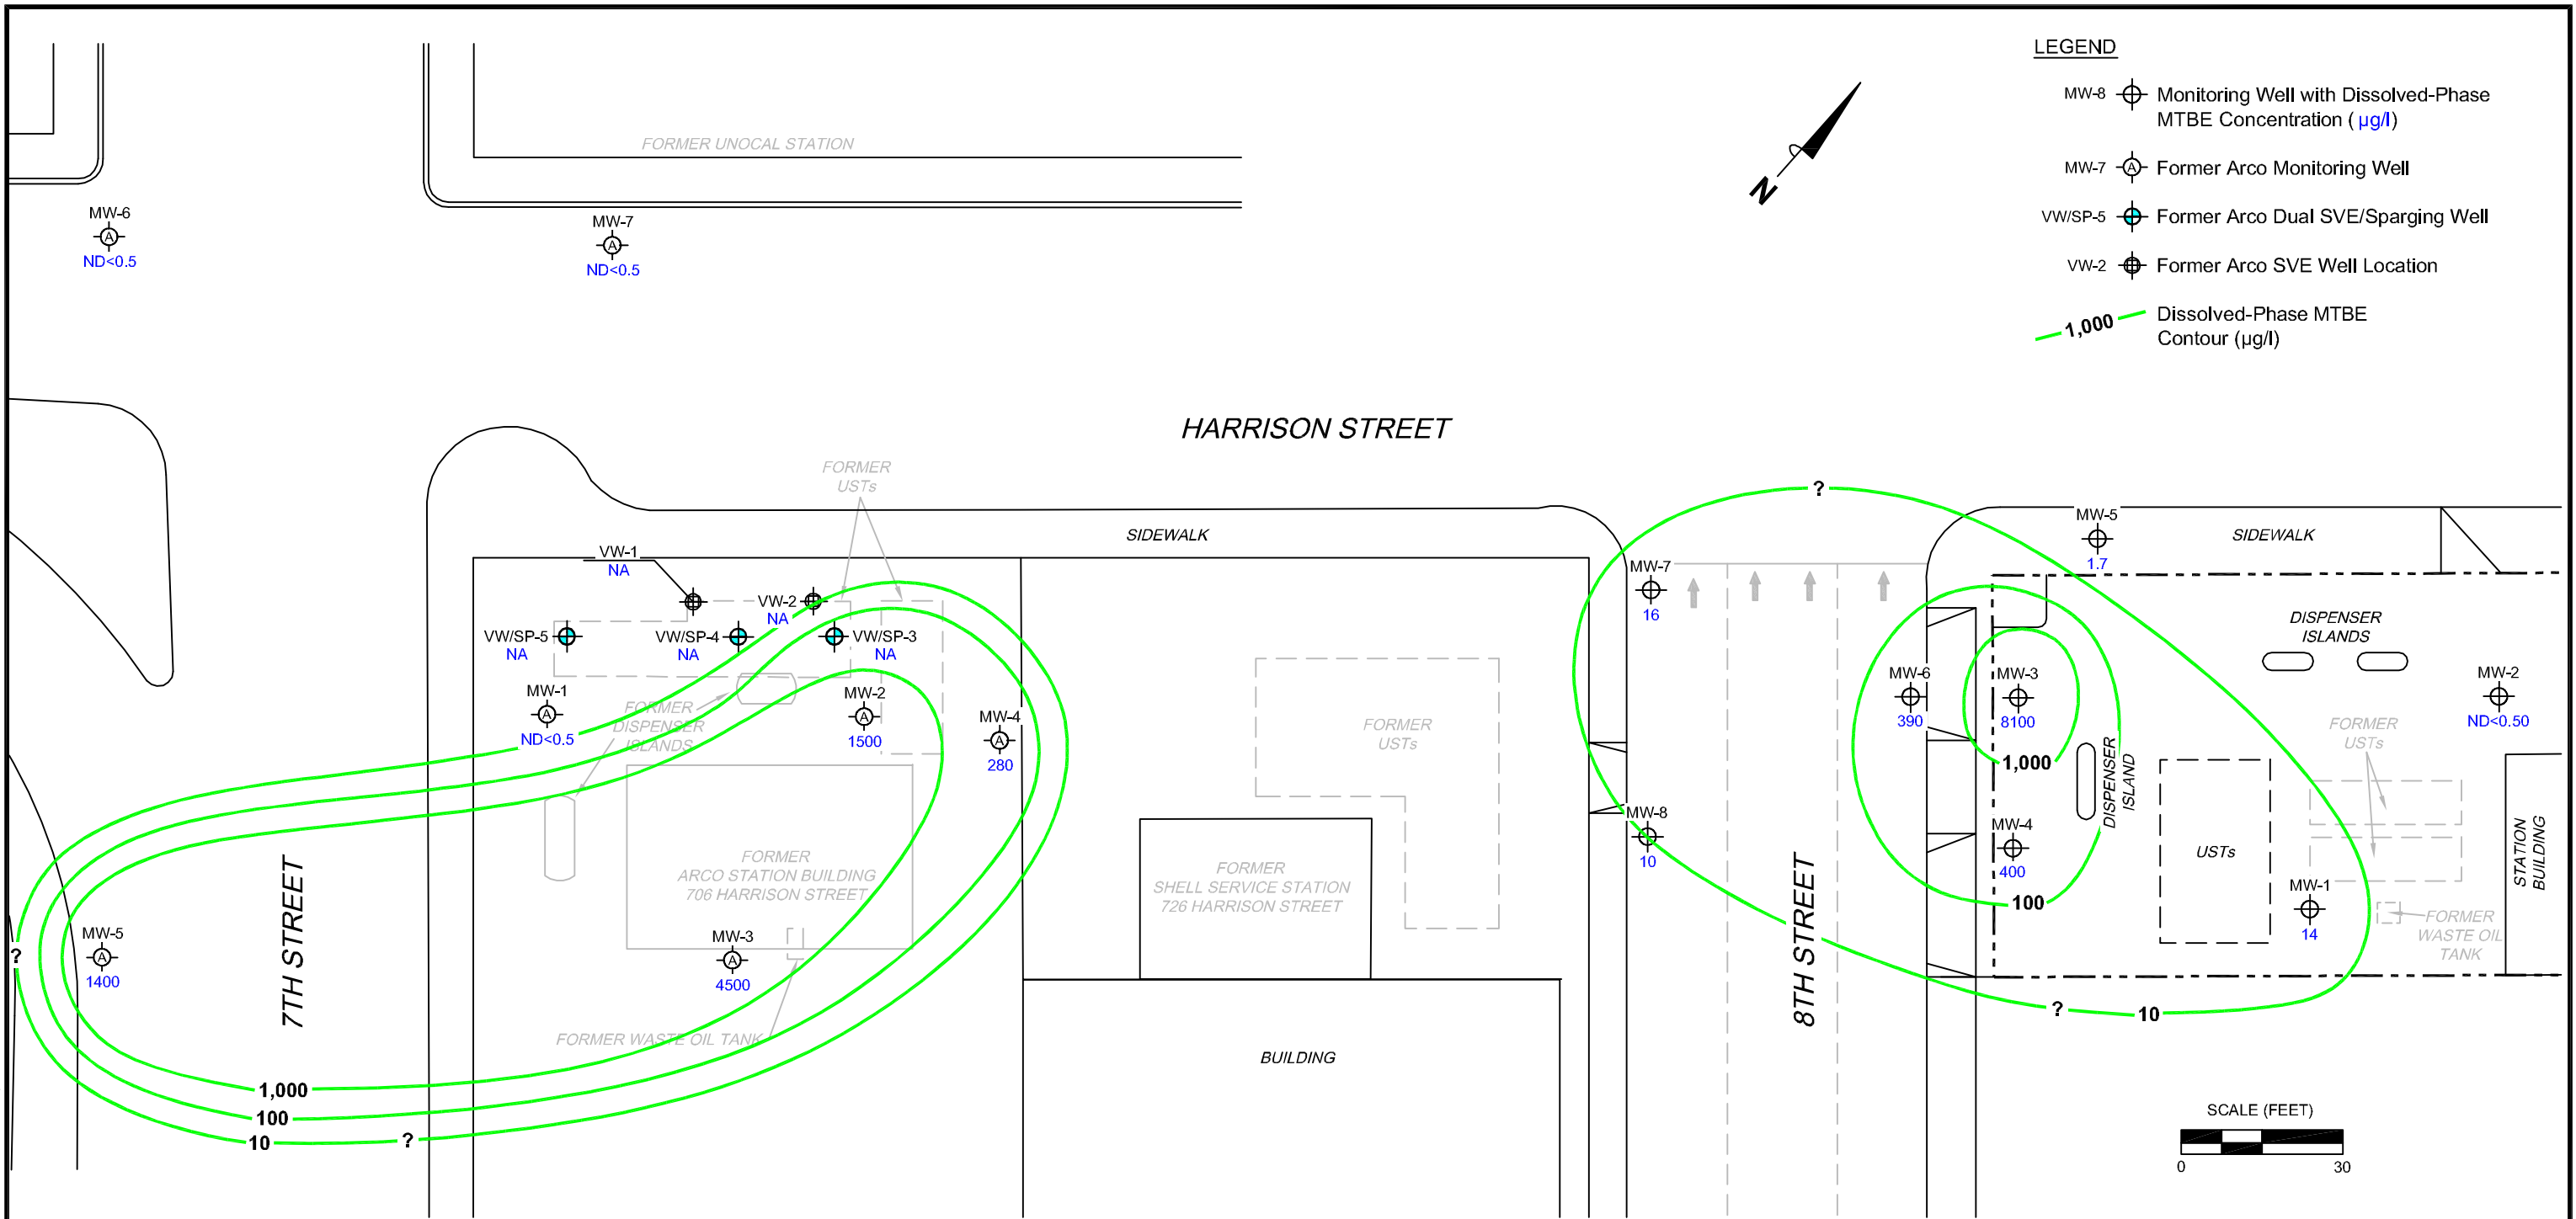 LEGEND
MW-8
Monitoring Well with Dissolved-Phase
MTBE Concentration ( µg/l)
MW-7
A
Former Arco Monitoring Well
VW/SP-5
Former Arco Dual SVE/Sparging Well
VW-2
Former Arco SVE Well Location
1,000
Dissolved-Phase MTBE
Contour (µg/l)
N
FORMER UNOCAL STATION
MW-6
A
ND<0.5
MW-7
A
ND<0.5
HARRISON STREET
FORMER
USTs
SIDEWALK
VW-1
NA
VW-2
NA
VW/SP-5
NA
VW/SP-4
NA
VW/SP-3
NA
MW-1
A
ND<0.5
FORMER
DISPENSER
ISLANDS
MW-2
A
1500
MW-4
A
280
FORMER
ARCO STATION BUILDING
706 HARRISON STREET
MW-3
A
4500
FORMER WASTE OIL TANK
MW-5
A
1400
7TH STREET
?
1,000
100
10
?
FORMER
USTs
FORMER
SHELL SERVICE STATION
726 HARRISON STREET
BUILDING
?
MW-7
16
MW-8
10
8TH STREET
MW-6
390
MW-3
8100
1,000
MW-4
400
100
DISPENSER
ISLAND
MW-5
1.7
SIDEWALK
DISPENSER
ISLANDS
MW-2
ND<0.50
FORMER
USTs
USTs
MW-1
14
FORMER
WASTE OIL
TANK
STATION
BUILDING
?
10
SCALE (FEET)
0
30